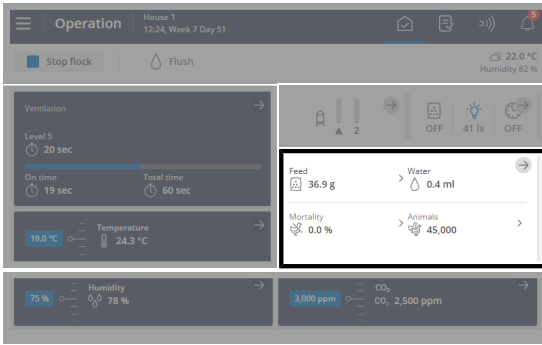 Operation
House 1
12:24, Week 7 Day 51
5
Stop flock
Flush
22.0 °C
Humidity 82 %
Ventilation
Level 5
20 sec
On time
Total time
19 sec
60 sec
2
OFF
41 lx
OFF
Feed
Water
36.9 g
0.4 ml
Mortality
Animals
0.0 %
45,000
19.0 °C
Temperature
24.3 °C
75 %
Humidity
78 %
3,000 ppm
CO₂
CO₂ 2,500 ppm